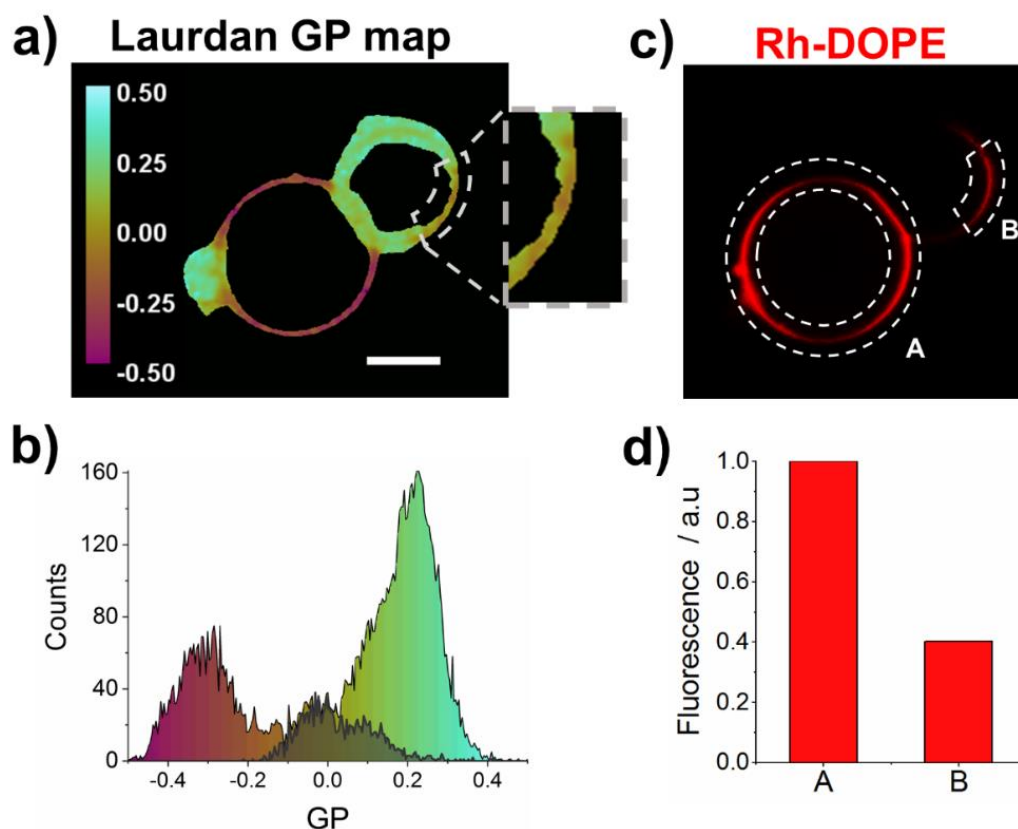 a) Laurdan GP map
0.50
0.25
0.00
-0.25
-0.50
c) Rh-DOPE
A
B
b)
160
120
80
40
0
Counts
-0.4 -0.2 0.0 0.2 0.4
GP
d)
1.0
0.8
0.6
0.4
0.2
0.0
Fluorescence / a.u
A B